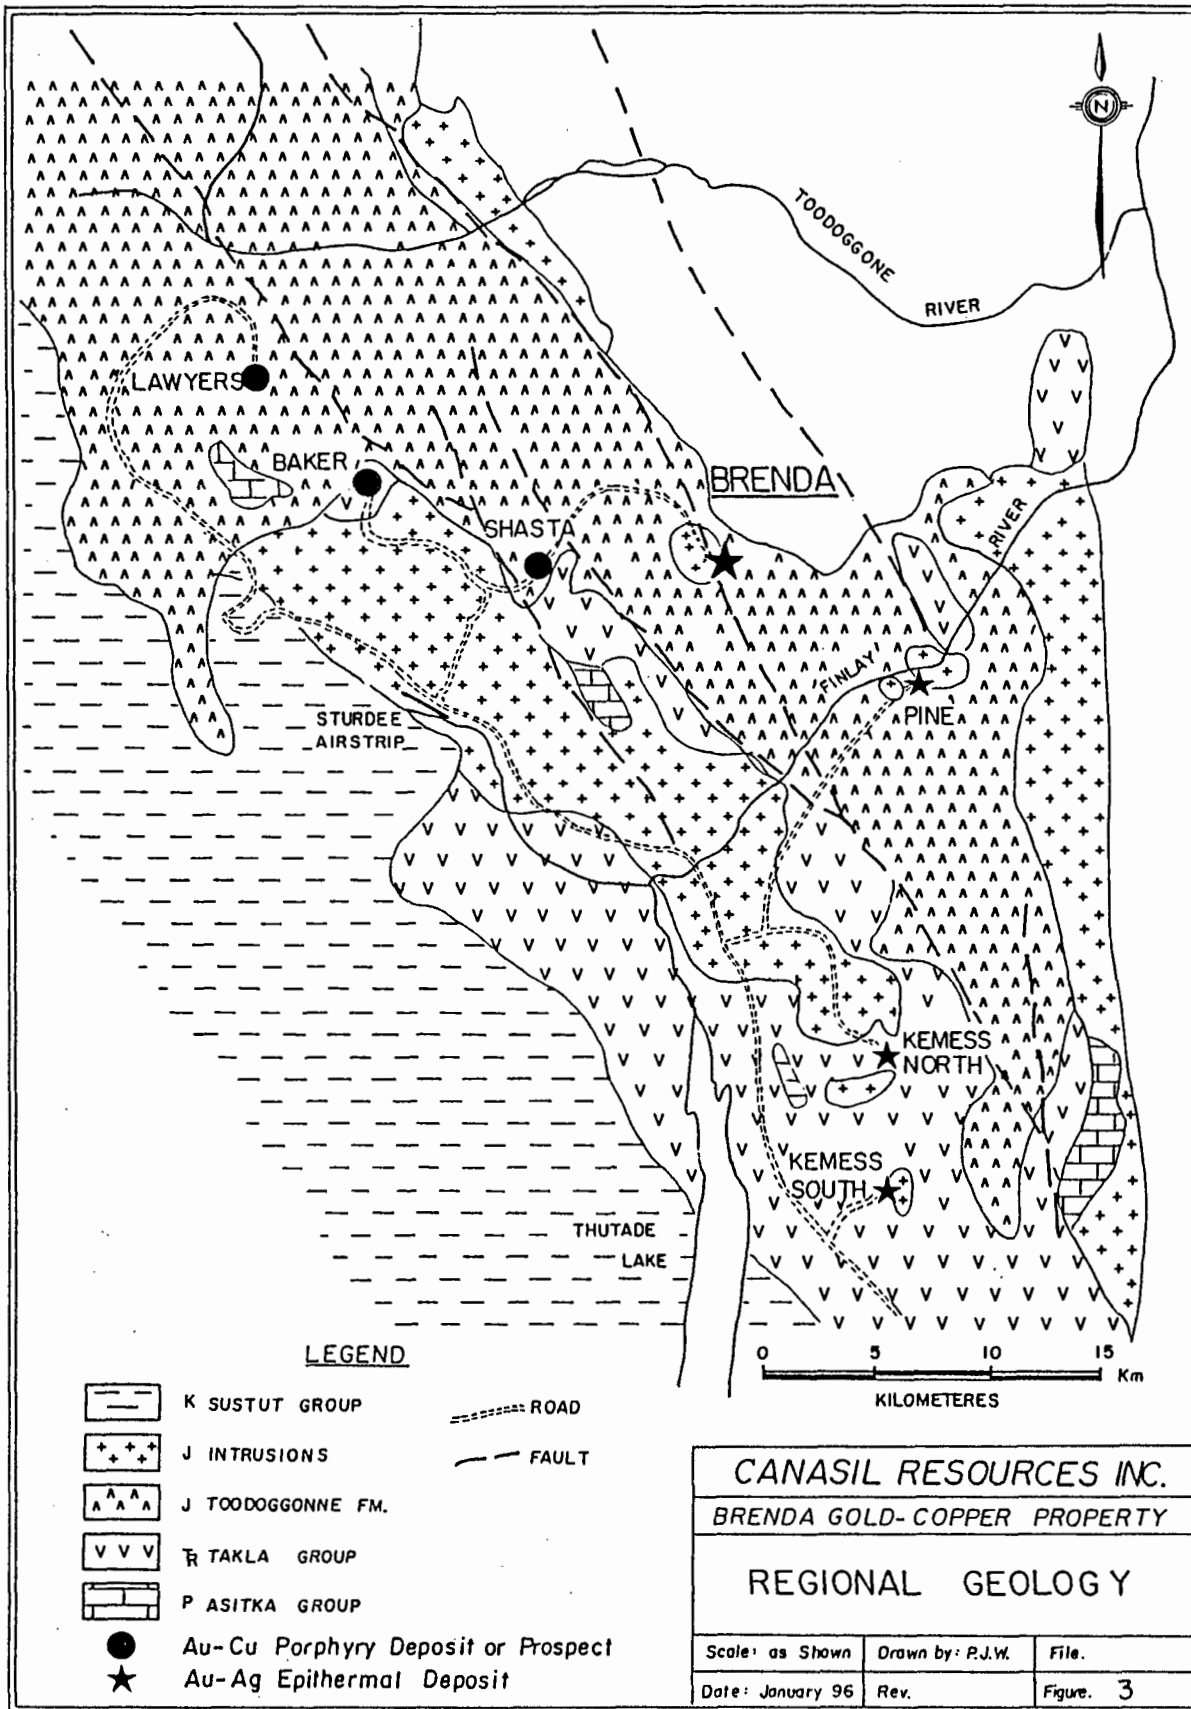 N
TOODOGGONE
RIVER
LAWYERS
BAKER
BRENDA
SHASTA
RIVER
FINLAY
PINE
STURDEE
AIRSTRIP
KEMESS
NORTH
KEMESS
SOUTH
THUTADE
LAKE
0 5 10 15 Km
KILOMETERES
LEGEND
K SUSTUT GROUP
ROAD
J INTRUSIONS
FAULT
J TOODOGGONNE FM.
TR TAKLA GROUP
P ASITKA GROUP
Au-Cu Porphyry Deposit or Prospect
Au-Ag Epithermal Deposit
CANASIL RESOURCES INC.
BRENDA GOLD-COPPER PROPERTY
REGIONAL GEOLOGY
Scale: as Shown
Drawn by: P.J.W.
File.
Date: January 96
Rev.
Figure. 3